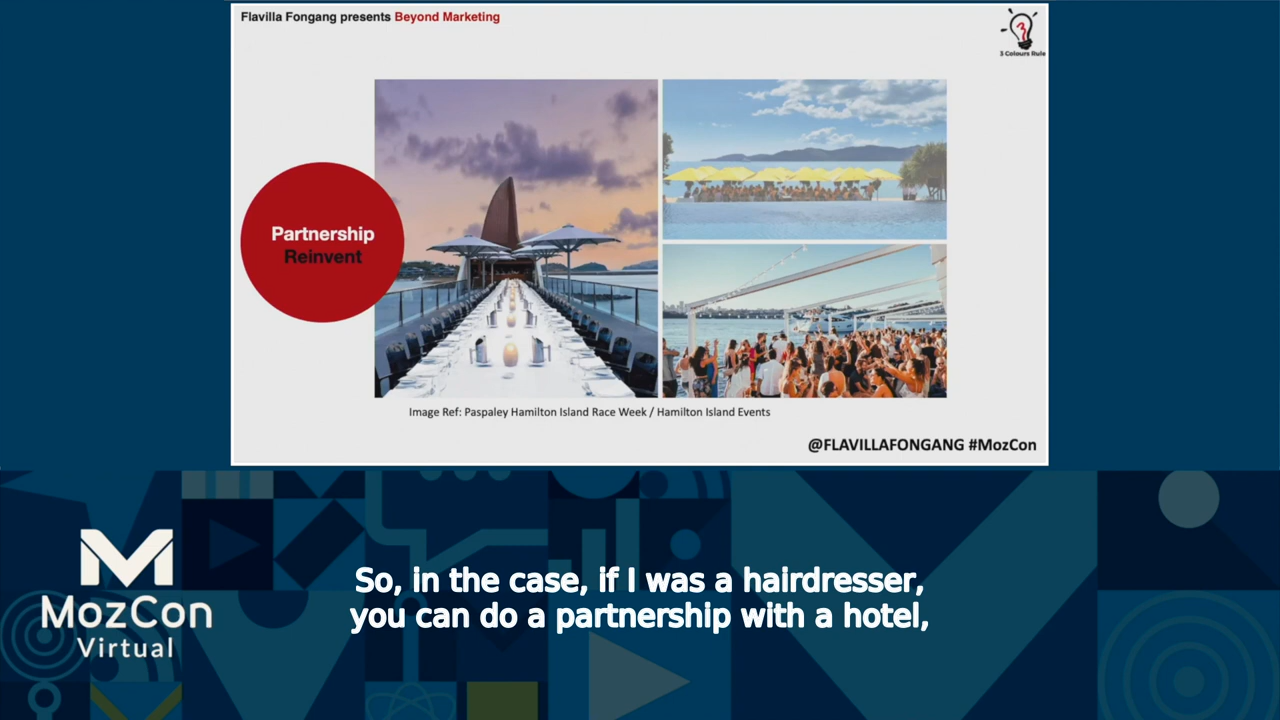 Flavilla Fongang presents Beyond Marketing
3
3 Colours Rule
Partnership
Reinvent
Image Ref: Paspaley Hamilton Island Race Week / Hamilton Island Events
@FLAVILLAFONGANG #MozCon
M
MozCon
Virtual
So, in the case, if I was a hairdresser,
you can do a partnership with a hotel,